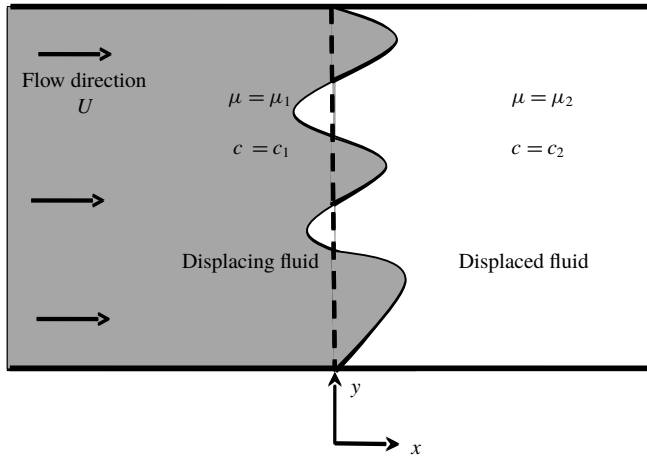 Flow direction
U
μ = μ1
μ = μ2
c = c1
c = c2
Displacing fluid
Displaced fluid
y
x